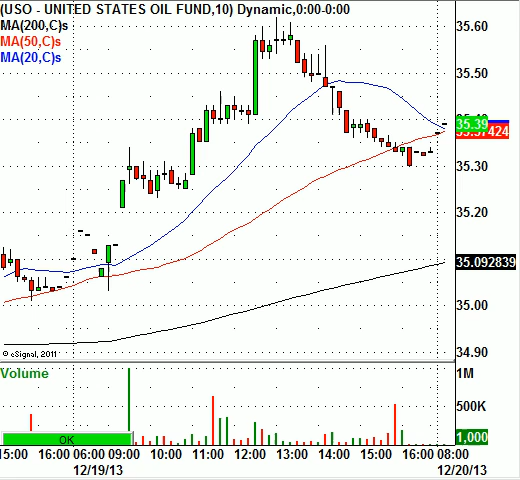 (USO - UNITED STATES OIL FUND,10) Dynamic,0:00-0:00
MA(200,C)s
MA(50,C)s
MA(20,C)s
35.60
35.50
35.39
35.37424
35.30
35.20
35.092839
35.00
34.90
© eSignal, 2011
Volume
1M
500K
1,000
OK
15:00 16:00 06:00 09:00 11:00 12:00 13:00 14:00 15:00 16:00 08:00
12/19/13 12/20/13